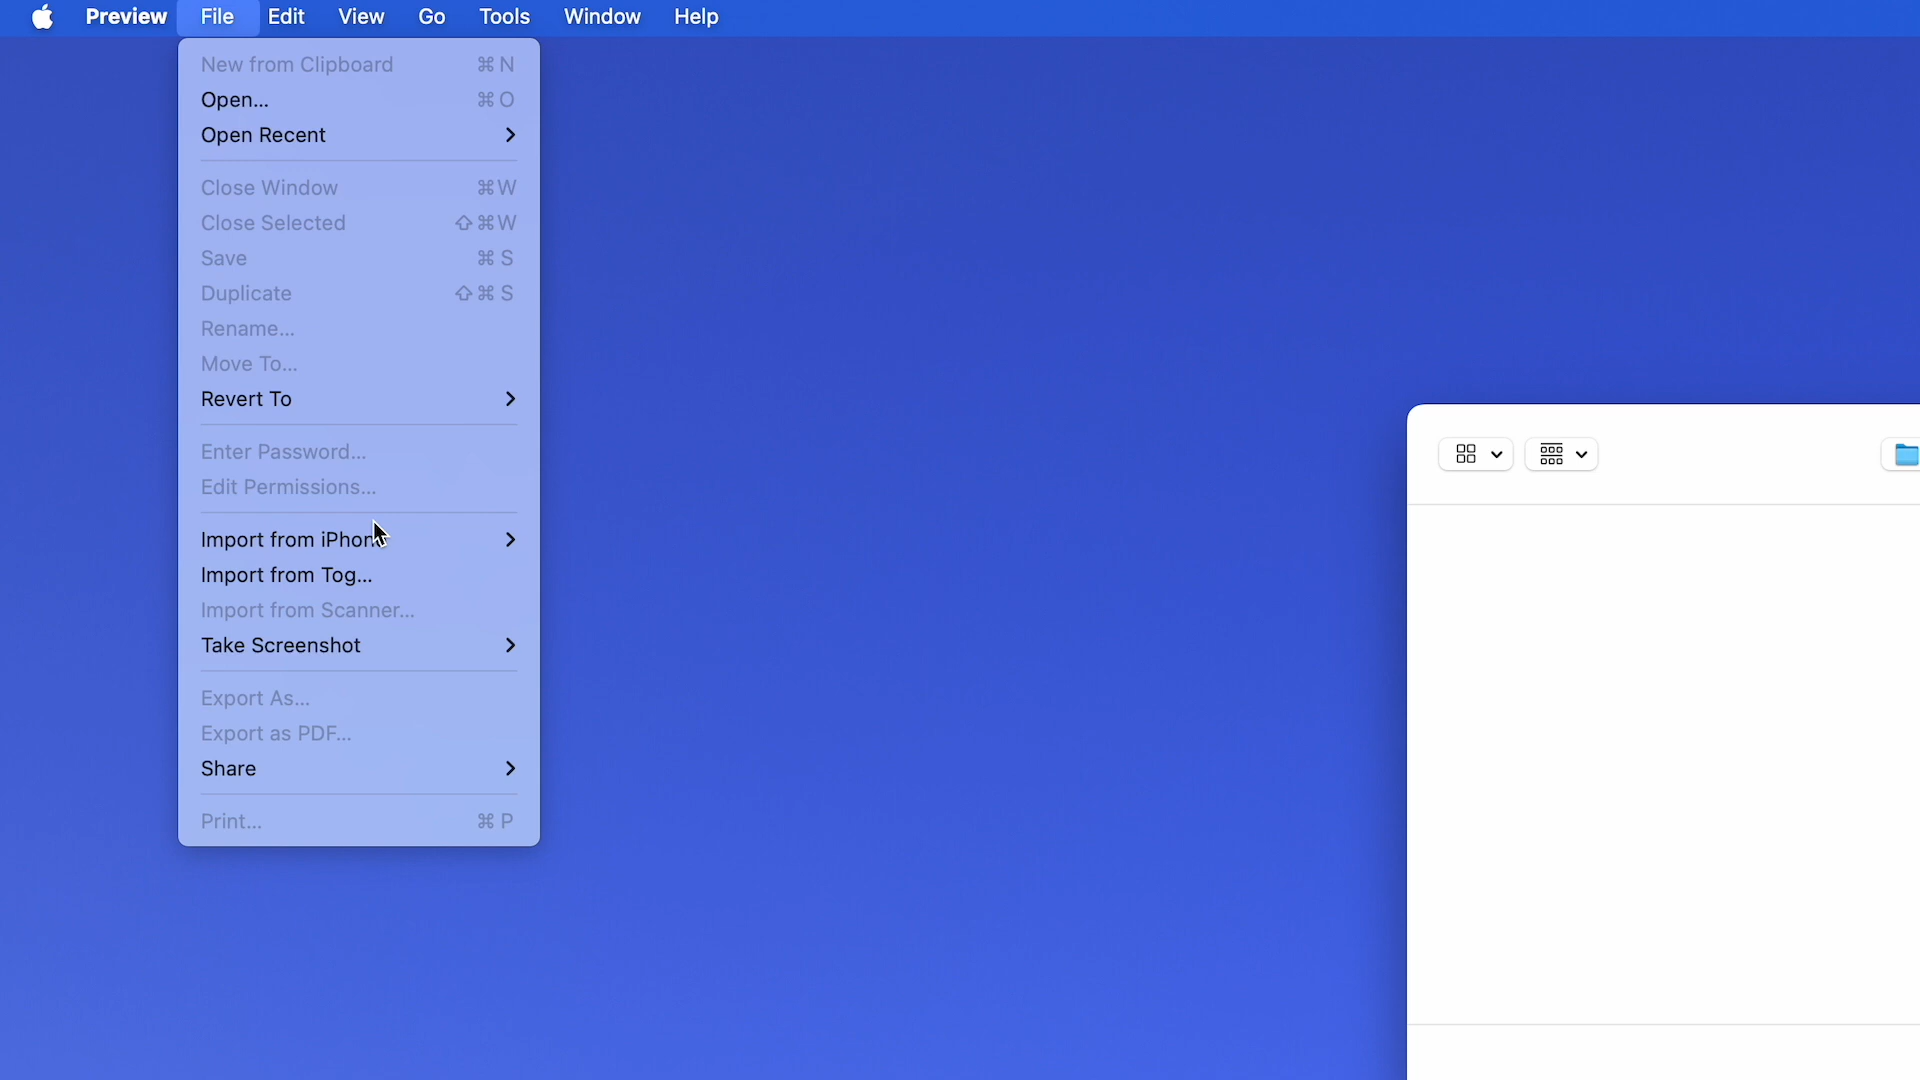 Preview File Edit View Go Tools Window Help
New from Clipboard ⌘ N
Open... ⌘ O
Open Recent
Close Window ⌘ W
Close Selected ⇧ ⌘ W
Save ⌘ S
Duplicate ⇧ ⌘ S
Rename...
Move To...
Revert To
Enter Password...
Edit Permissions...
Import from iPhone
Import from Tog...
Import from Scanner...
Take Screenshot
Export As...
Export as PDF...
Share
Print... ⌘ P